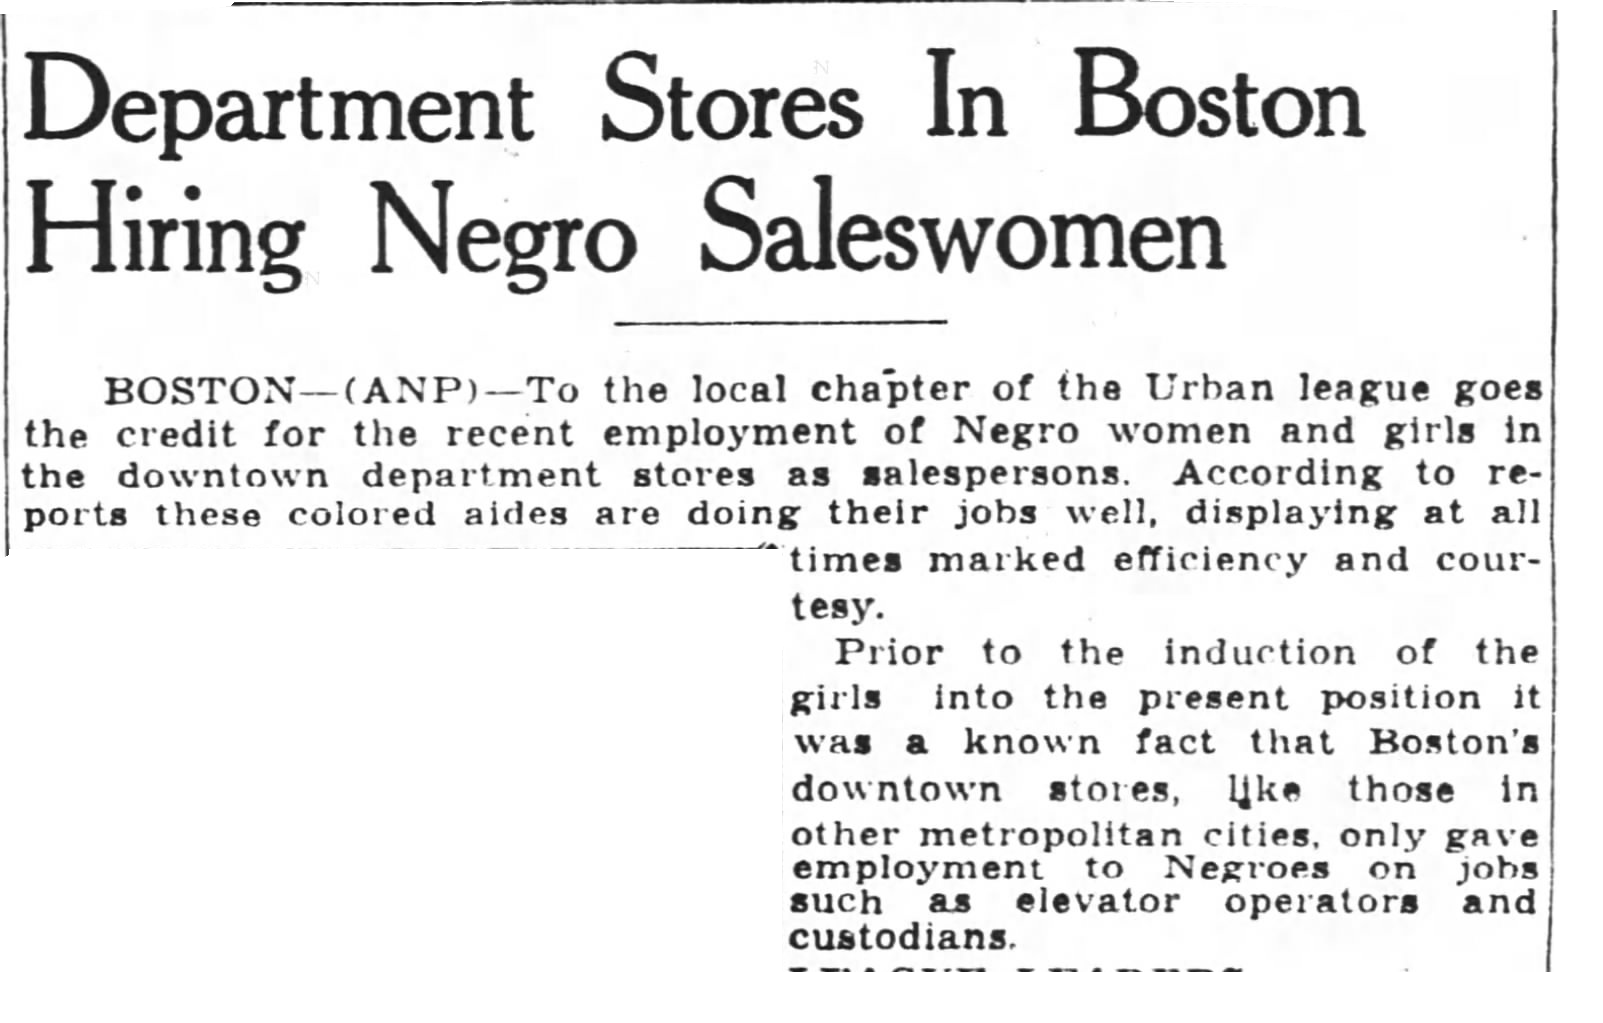 Department Stores In Boston
Hiring Negro Saleswomen
BOSTON—(ANP)—To the local chapter of the Urban league goes
the credit for the recent employment of Negro women and girls in
the downtown department stores as salespersons. According to re-
ports these colored aides are doing their jobs well, displaying at all
times marked efficiency and cour-
tesy.
Prior to the induction of the
girls into the present position it
was a known fact that Boston's
downtown stores, like those in
other metropolitan cities, only gave
employment to Negroes on jobs
such as elevator operators and
custodians.